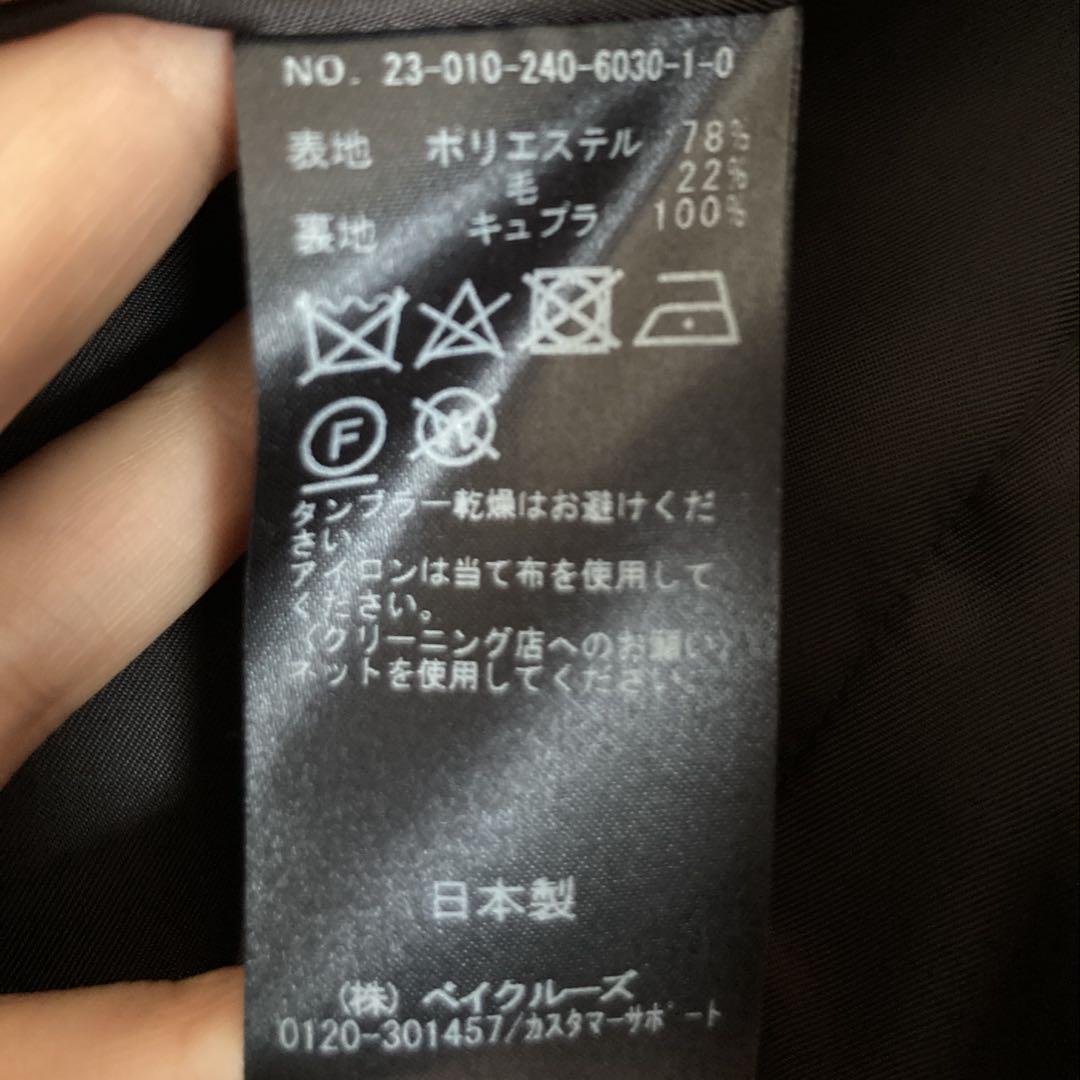 NO. 23-010-240-6030-1-0
表地 ポリエステル 78%
毛 22%
裏地 キュプラ 100%
F W
タンブラー乾燥はお避けくだ
さい
アイロンは当て布を使用して
ください。
〈クリーニング店へのお願い〉
ネットを使用してください。
日本製
(株) ベイクルーズ
0120-301457/カスタマーサポート